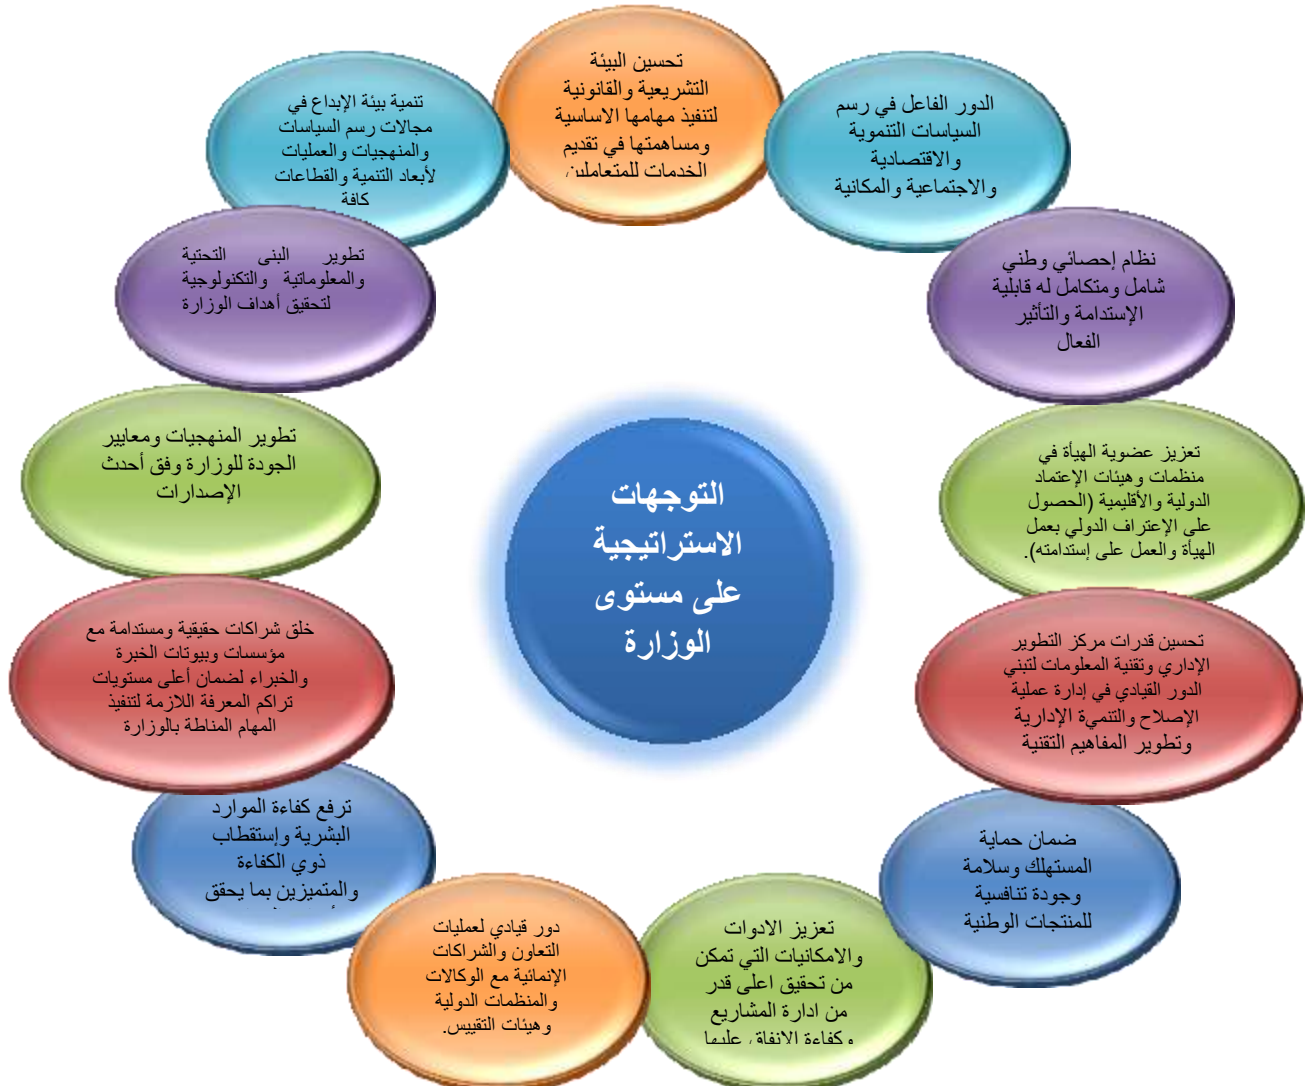 التوجهات
الاستراتيجية
على مستوى
الوزارة
تحسين البيئة
التشريعية والقانونية
لتنفيذ مهامها الاساسية
ومساهمتها في تقديم
الخدمات للمتعاملين
الدور الفاعل في رسم
السياسات التنموية
والاقتصادية
والاجتماعية والمكانية
نظام إحصائي وطني
شامل ومتكامل له قابلية
الإستدامة والتأثير
الفعال
تعزيز عضوية الهيأة في
منظمات وهيئات الإعتماد
الدولية والأقليمية (الحصول
على الإعتراف الدولي بعمل
الهيأة والعمل على إستدامته).
تحسين قدرات مركز التطوير
الإداري وتقنية المعلومات لتبني
الدور القيادي في إدارة عملية
الإصلاح والتنمية الإدارية
وتطوير المفاهيم التقنية
ضمان حماية
المستهلك وسلامة
وجودة تنافسية
للمنتجات الوطنية
تعزيز الادوات
والامكانيات التي تمكن
من تحقيق اعلى قدر
من ادارة المشاريع
وكفاءة الانفاق عليها
دور قيادي لعمليات
التعاون والشراكات
الإنمائية مع الوكالات
والمنظمات الدولية
وهيئات التقييس.
ترفع كفاءة الموارد
البشرية وإستقطاب
ذوي الكفاءة
والمتميزين بما يحقق
خلق شراكات حقيقية ومستدامة مع
مؤسسات وبيوتات الخبرة
والخبراء لضمان أعلى مستويات
تراكم المعرفة اللازمة لتنفيذ
المهام المناطة بالوزارة
تطوير المنهجيات ومعايير
الجودة للوزارة وفق أحدث
الإصدارات
تطوير البنى التحتية
والمعلوماتية والتكنولوجية
لتحقيق أهداف الوزارة
تنمية بيئة الإبداع في
مجالات رسم السياسات
والمنهجيات والعمليات
لأبعاد التنمية والقطاعات
كافة